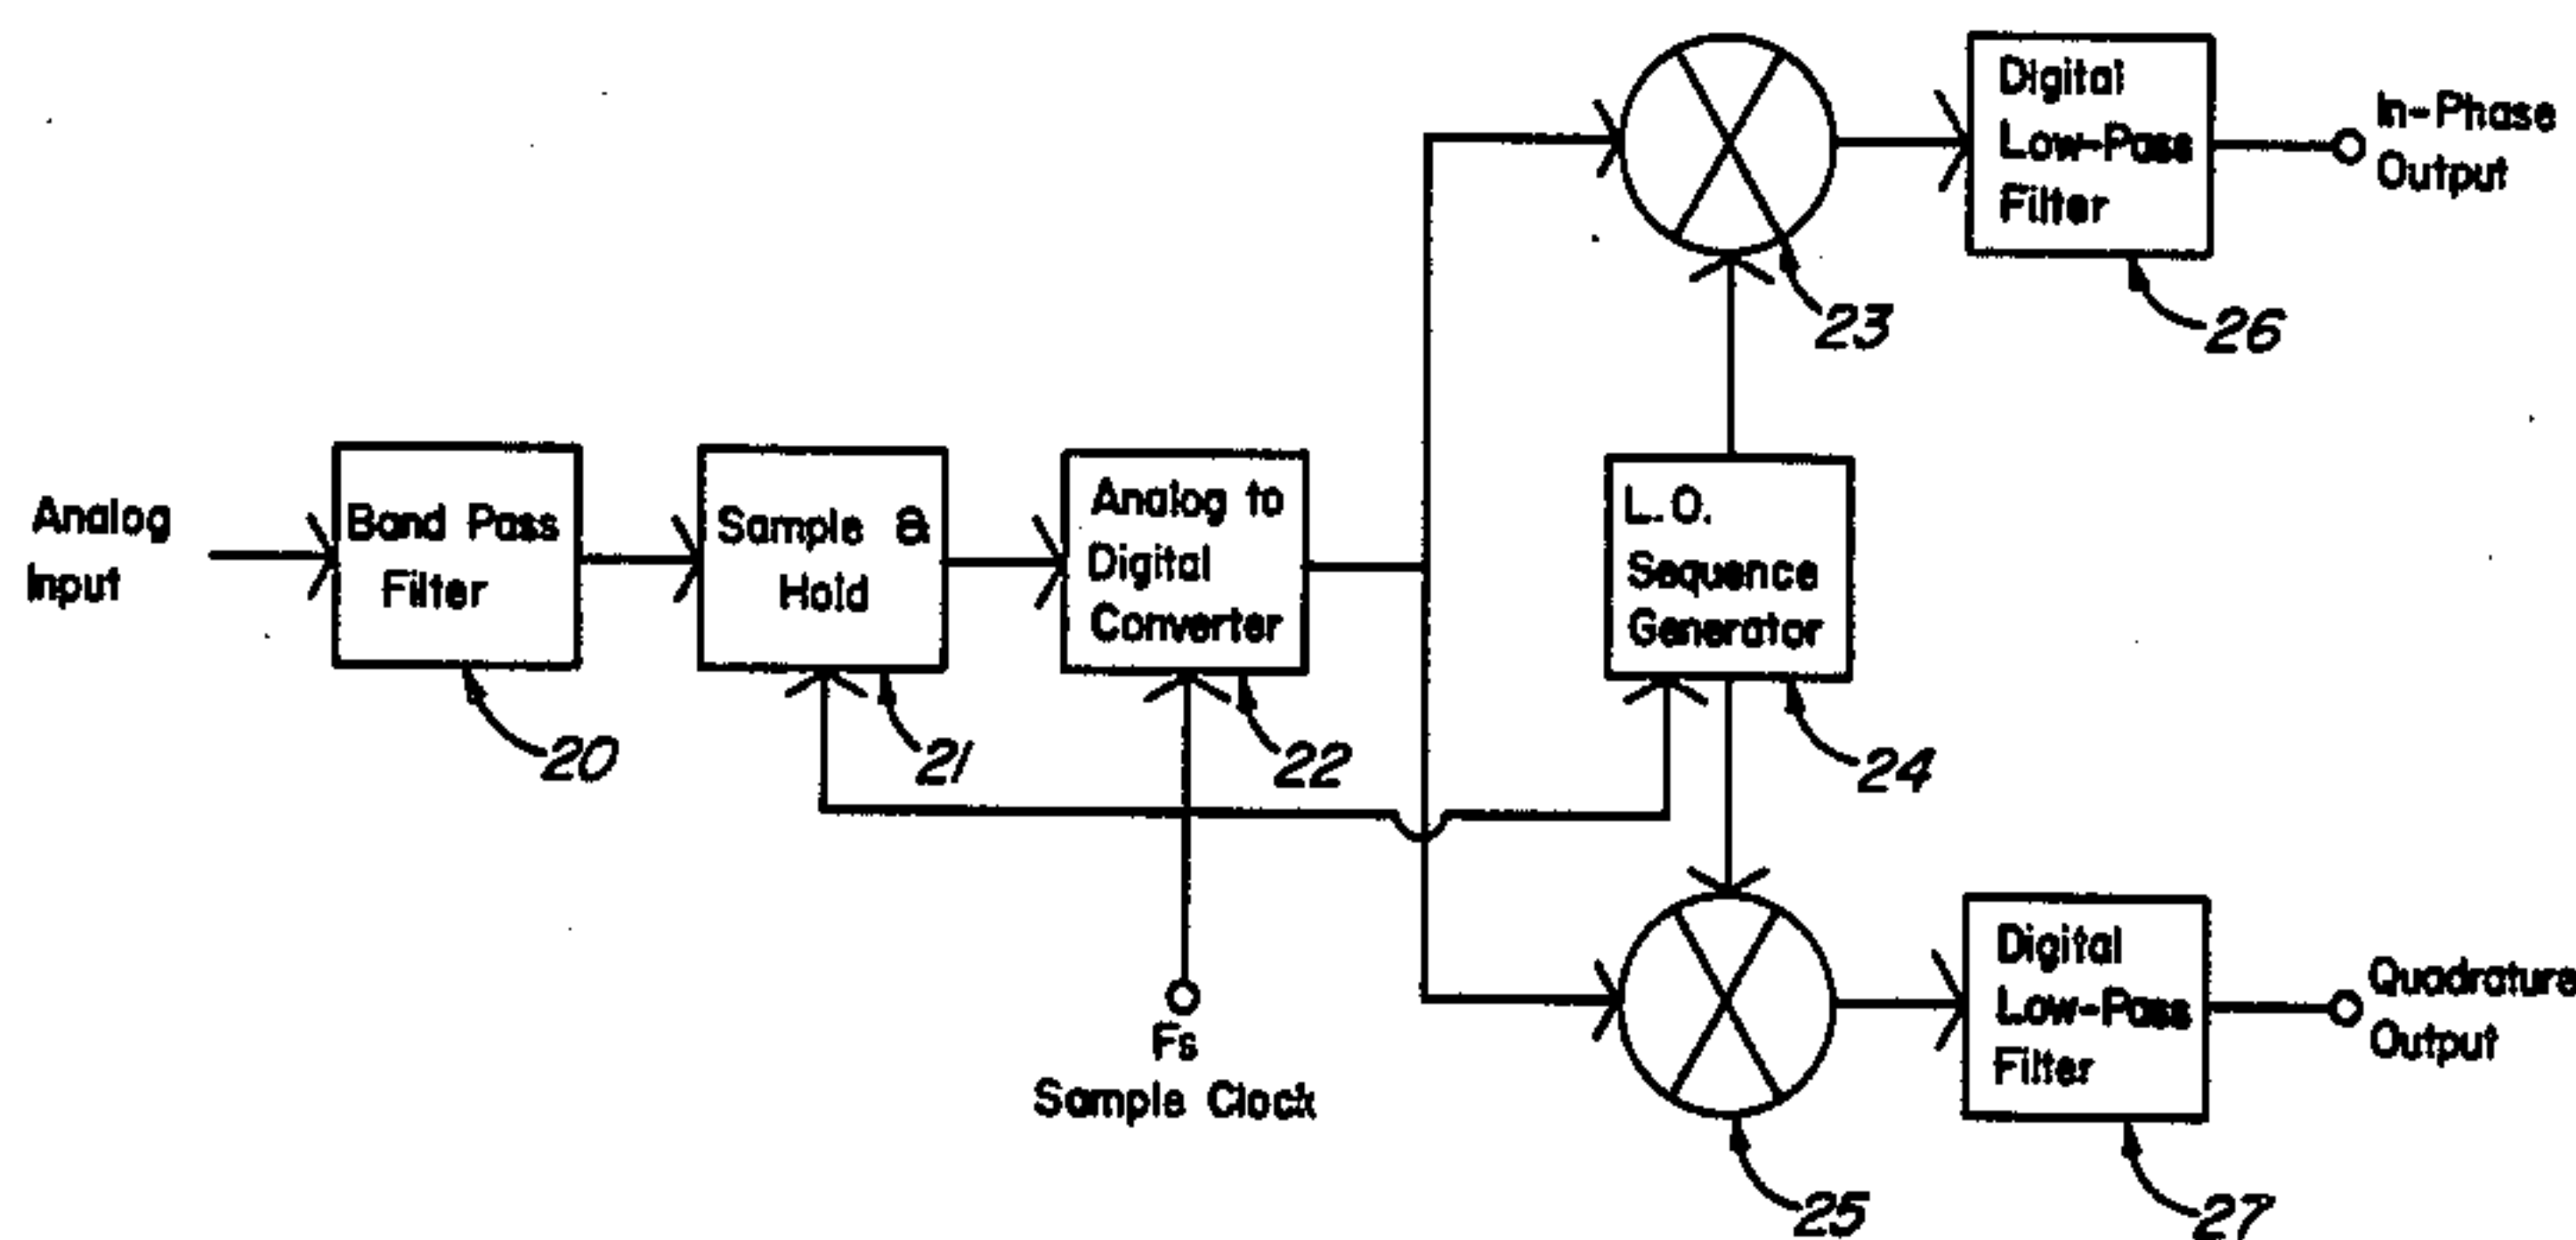 Analog
Input
Band Pass
Filter
20
Sample &
Hold
21
Analog to
Digital
Converter
22
Fs
Sample Clock
L.O.
Sequence
Generator
24
23
Digital
Low-Pass
Filter
26
In-Phase
Output
25
Digital
Low-Pass
Filter
27
Quadrature
Output